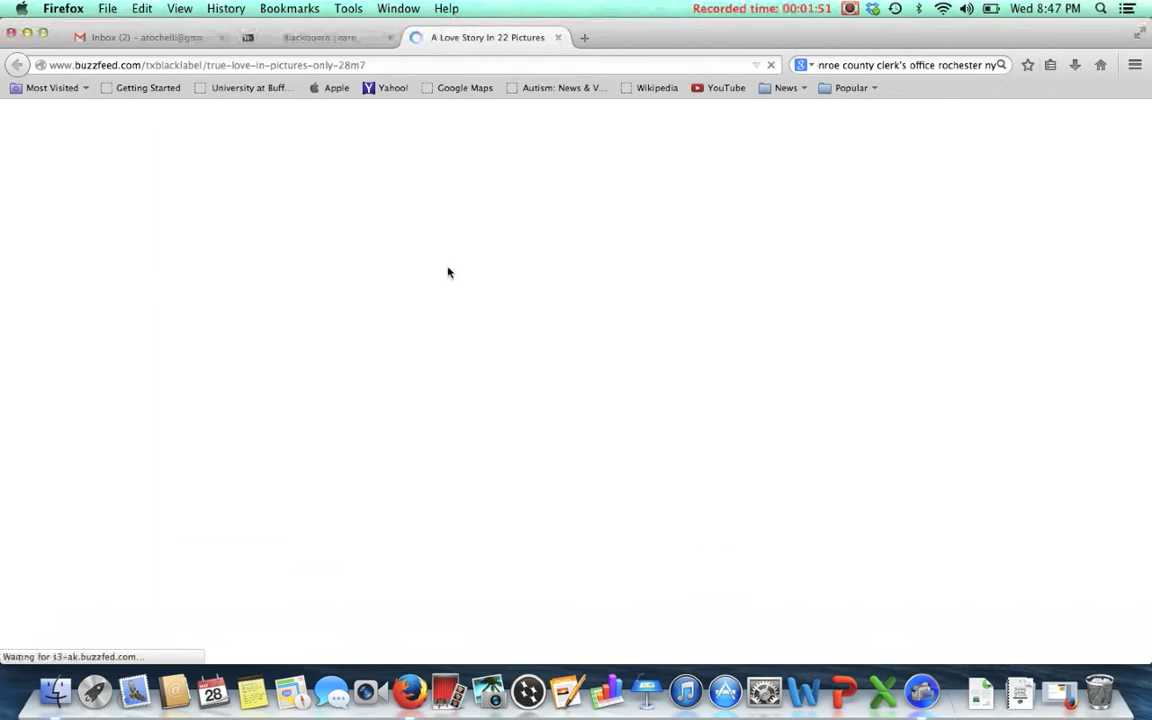 Firefox File Edit View History Bookmarks Tools Window Help Recorded time: 00:01:51 Wed 8:47 PM
Inbox (2) – atochelli@gma A Love Story In 22 Pictures
www.buzzfeed.com/txblacklabel/true-love-in-pictures-only-28m7 nroe county clerk's office rochester ny
Most Visited Getting Started University at Buff... Apple Yahoo! Google Maps Autism: News & V... Wikipedia YouTube News Popular
Waiting for s3-ak.buzzfed.com...
28